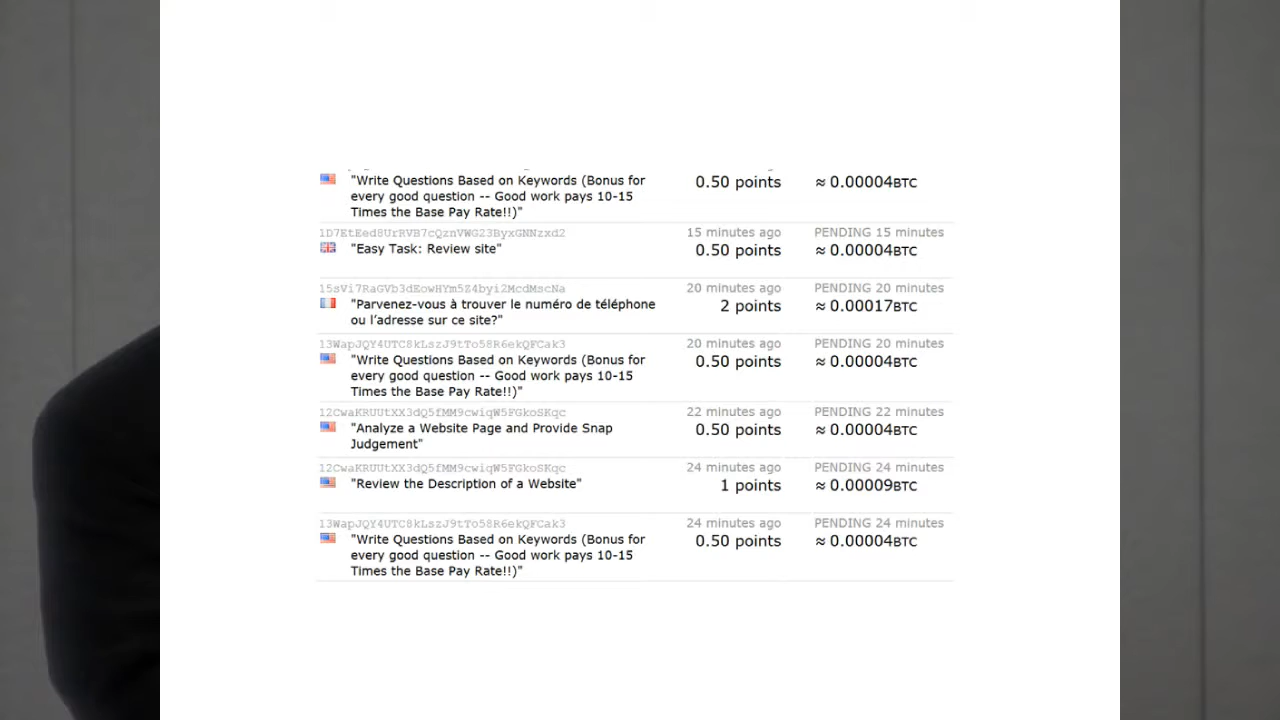 "Write Questions Based on Keywords (Bonus for
every good question -- Good work pays 10-15
Times the Base Pay Rate!!)"
0.50 points
≈ 0.00004BTC
1D7EtEed8UrRVB7cQznVWG23ByxGNNzxd2
15 minutes ago
PENDING 15 minutes
"Easy Task: Review site"
0.50 points
≈ 0.00004BTC
15sVi7RaGVb3dEowHYm5Z4byi2McdMscNa
20 minutes ago
PENDING 20 minutes
"Parvenez-vous à trouver le numéro de téléphone
ou l'adresse sur ce site?"
2 points
≈ 0.00017BTC
13WapJQY4UTC8kLszJ9tTo58R6ekQFCak3
20 minutes ago
PENDING 20 minutes
"Write Questions Based on Keywords (Bonus for
every good question -- Good work pays 10-15
Times the Base Pay Rate!!)"
0.50 points
≈ 0.00004BTC
12CwaKRUUtXX3dQ5fMM9cwiqW5FGkoSKqc
22 minutes ago
PENDING 22 minutes
"Analyze a Website Page and Provide Snap
Judgement"
0.50 points
≈ 0.00004BTC
12CwaKRUUtXX3dQ5fMM9cwiqW5FGkoSKqc
24 minutes ago
PENDING 24 minutes
"Review the Description of a Website"
1 points
≈ 0.00009BTC
13WapJQY4UTC8kLszJ9tTo58R6ekQFCak3
24 minutes ago
PENDING 24 minutes
"Write Questions Based on Keywords (Bonus for
every good question -- Good work pays 10-15
Times the Base Pay Rate!!)"
0.50 points
≈ 0.00004BTC